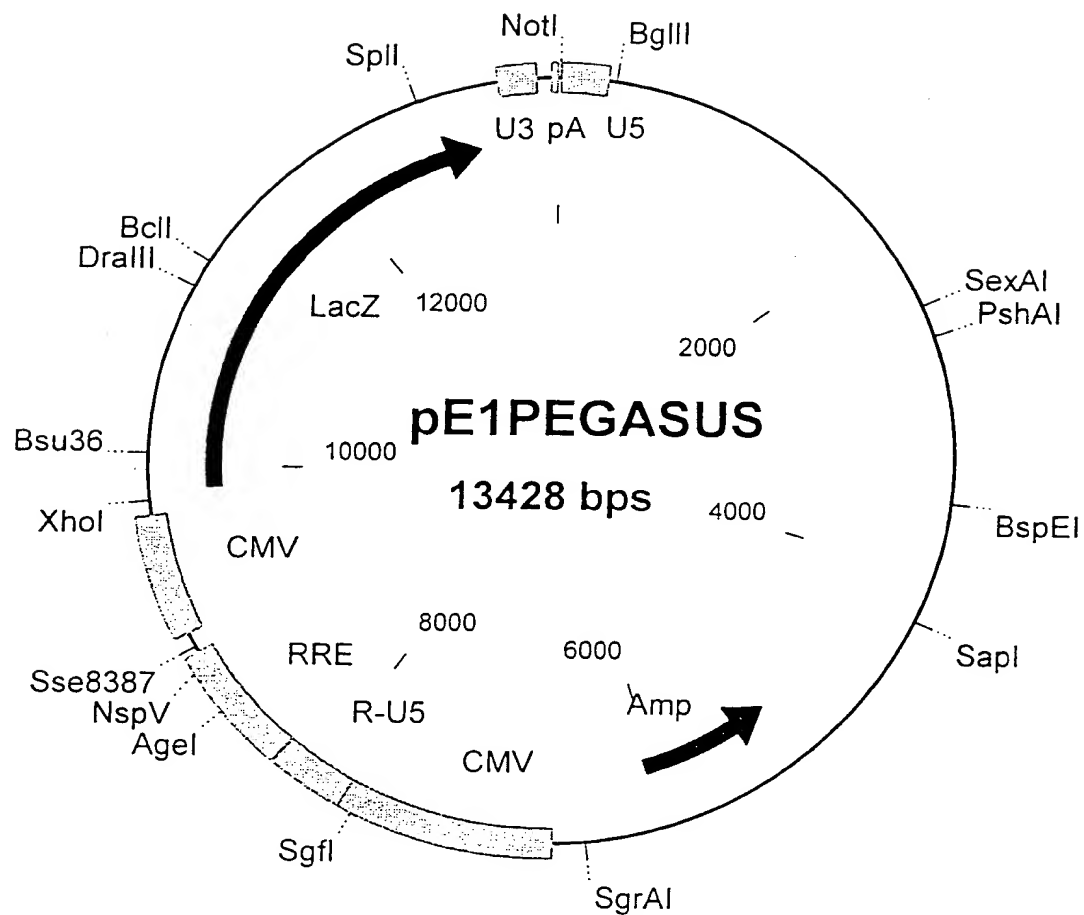 NotI
BglII
SplI
U3 pA U5
BclI
DraIII
SexAI
PshAI
LacZ
12000
2000
pE1PEGASUS
Bsu36
10000
13428 bps
4000
XhoI
BspEI
CMV
8000
6000
RRE
SapI
Sse8387
NspV
R-U5
Amp
AgeI
CMV
SgfI
SgrAI